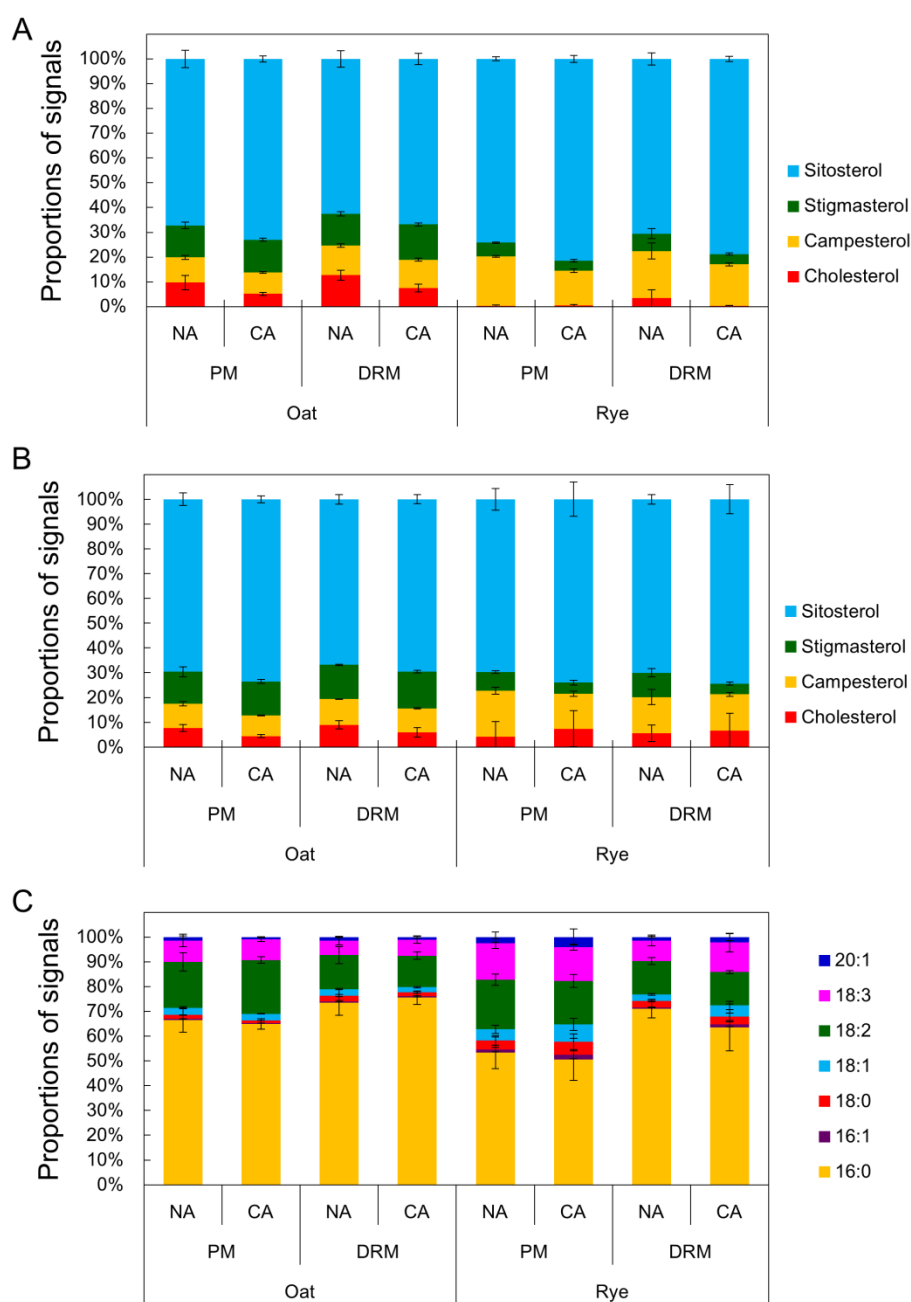 A
Proportions of signals
100%
90%
80%
70%
60%
50%
40%
30%
20%
10%
0%
NA CA NA CA NA CA NA CA
PM DRM PM DRM
Oat Rye
Sitosterol
Stigmasterol
Campesterol
Cholesterol
B
Proportions of signals
100%
90%
80%
70%
60%
50%
40%
30%
20%
10%
0%
NA CA NA CA NA CA NA CA
PM DRM PM DRM
Oat Rye
Sitosterol
Stigmasterol
Campesterol
Cholesterol
C
Proportions of signals
100%
90%
80%
70%
60%
50%
40%
30%
20%
10%
0%
NA CA NA CA NA CA NA CA
PM DRM PM DRM
Oat Rye
20:1
18:3
18:2
18:1
18:0
16:1
16:0